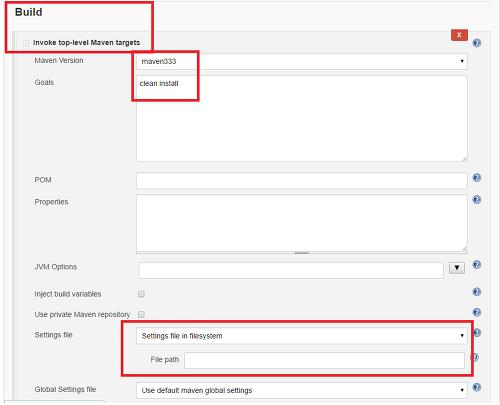 Build
Invoke top-level Maven targets
X
Maven Version
maven333
Goals
clean install
POM
Properties
JVM Options
Inject build variables
Use private Maven repository
Settings file
Settings file in filesystem
File path
Global Settings file
Use default maven global settings